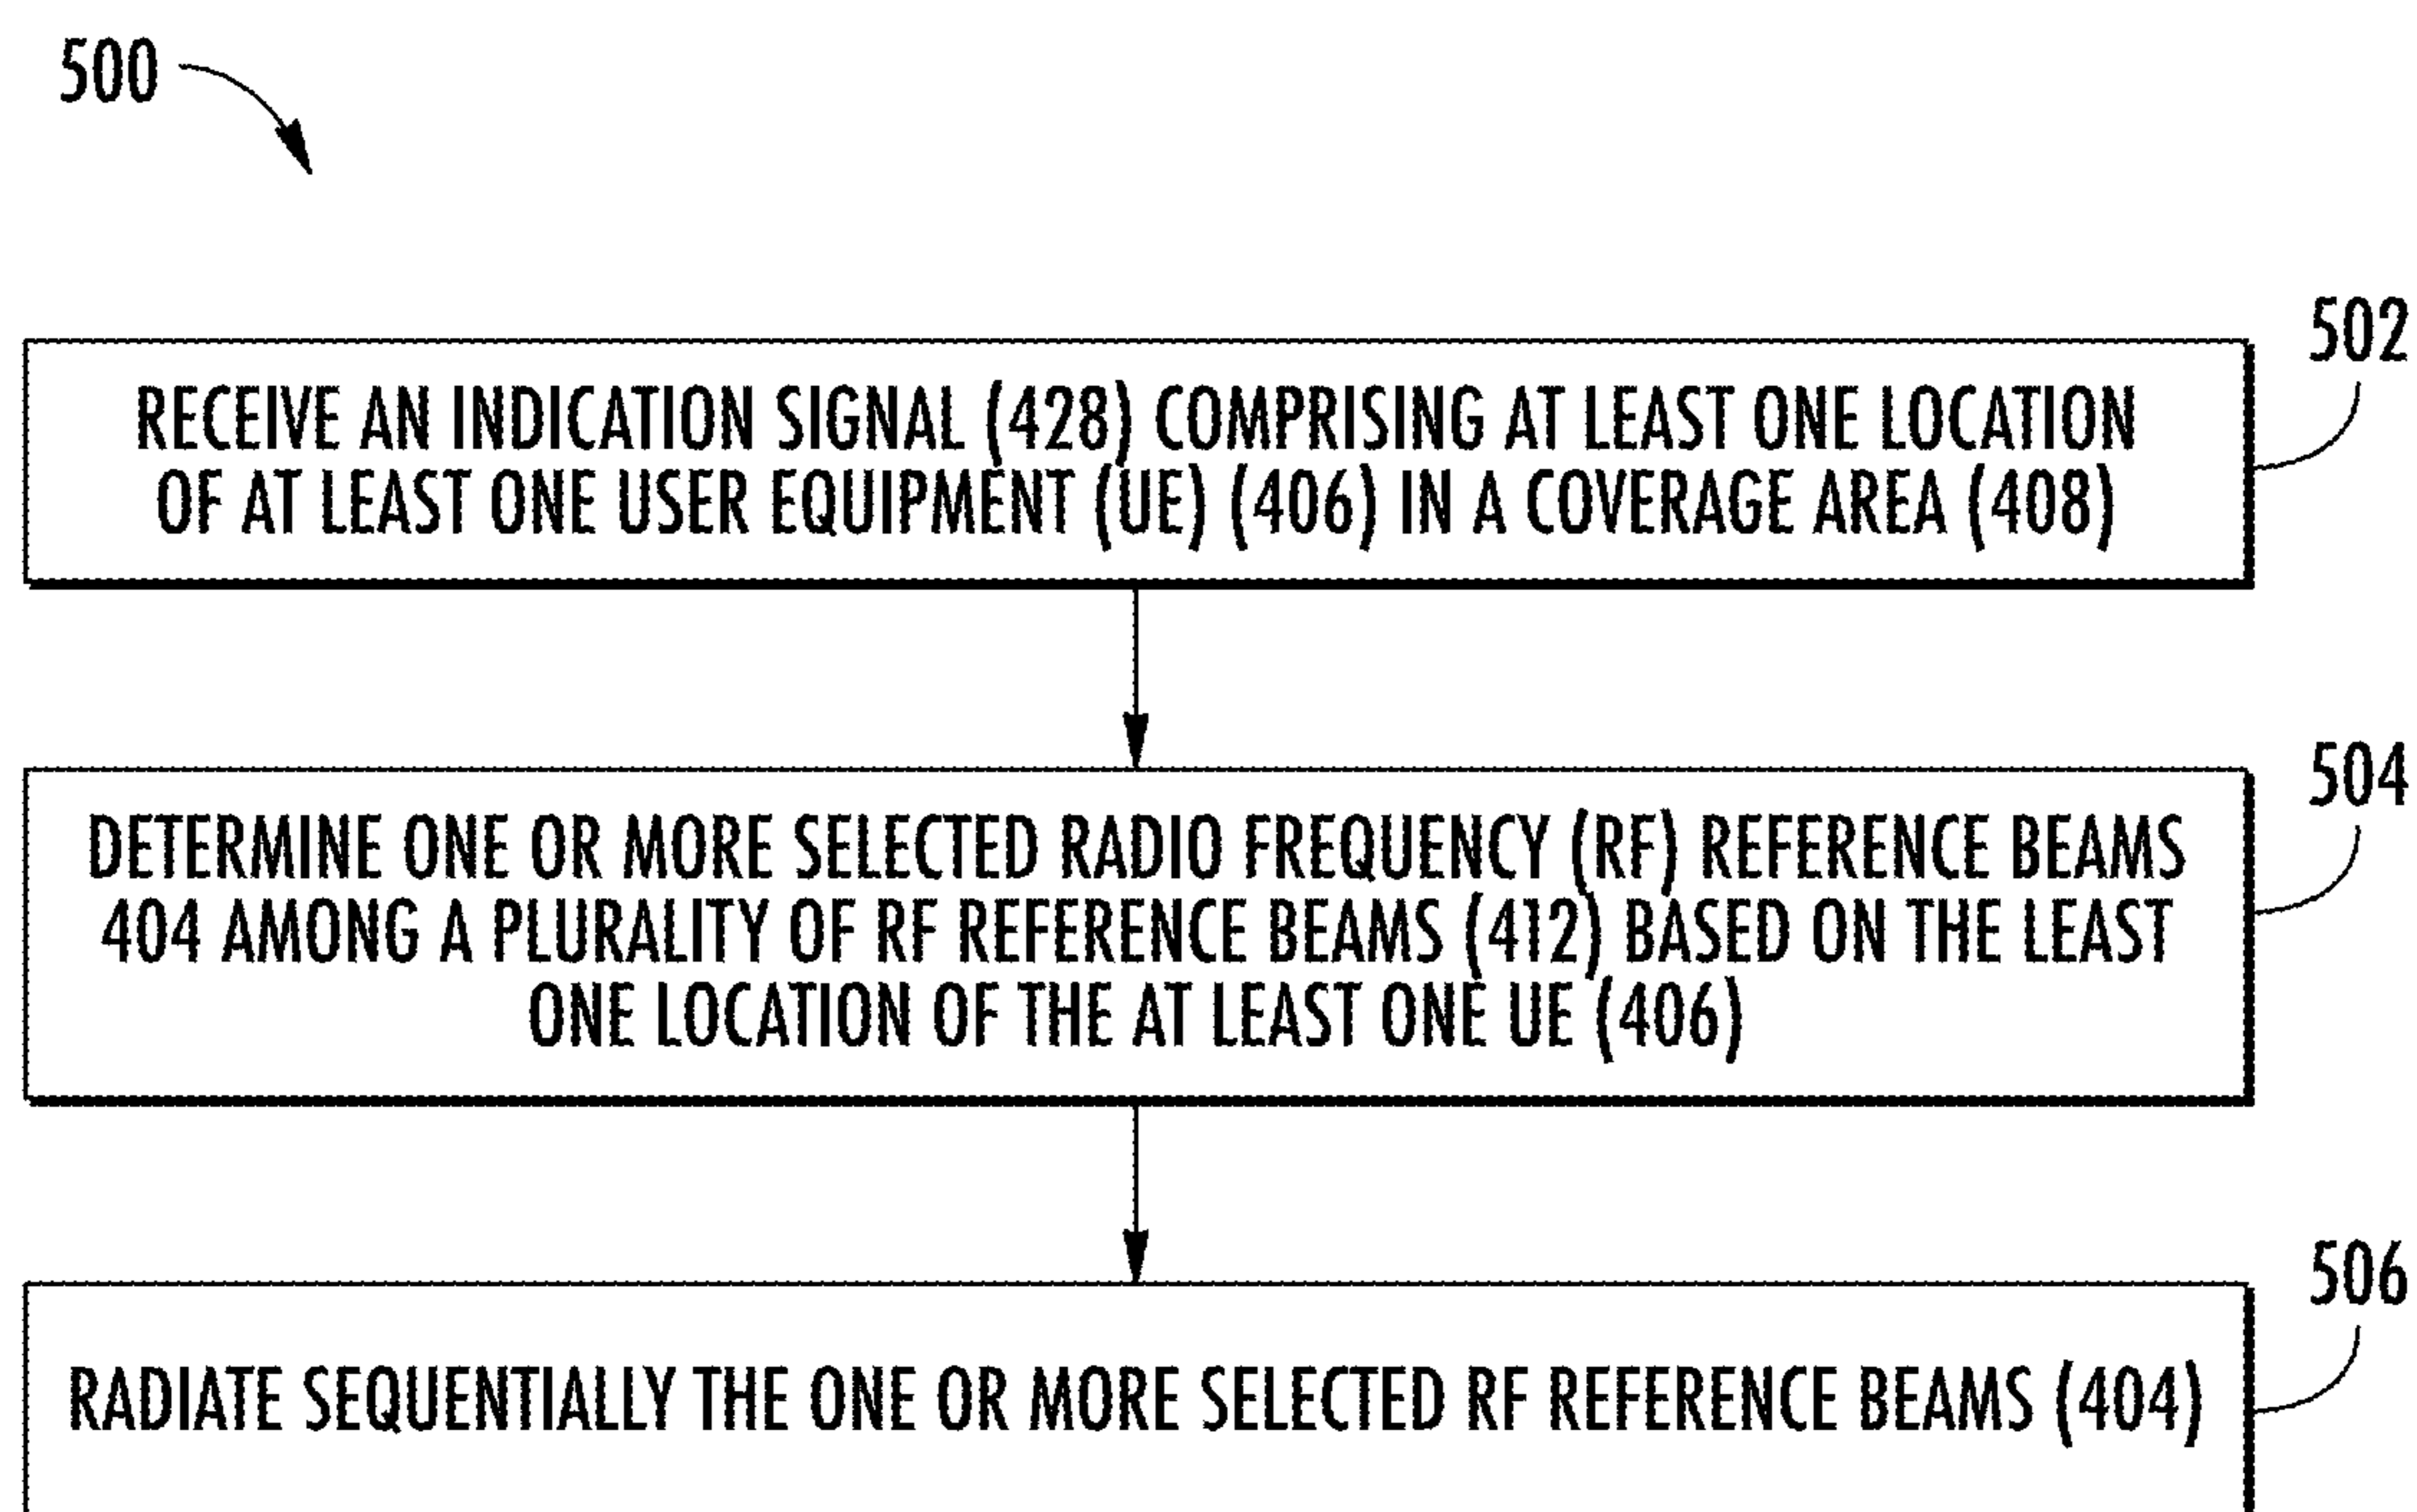 500
502
RECEIVE AN INDICATION SIGNAL (428) COMPRISING AT LEAST ONE LOCATION
OF AT LEAST ONE USER EQUIPMENT (UE) (406) IN A COVERAGE AREA (408)
504
DETERMINE ONE OR MORE SELECTED RADIO FREQUENCY (RF) REFERENCE BEAMS
404 AMONG A PLURALITY OF RF REFERENCE BEAMS (412) BASED ON THE LEAST
ONE LOCATION OF THE AT LEAST ONE UE (406)
506
RADIATE SEQUENTIALLY THE ONE OR MORE SELECTED RF REFERENCE BEAMS (404)